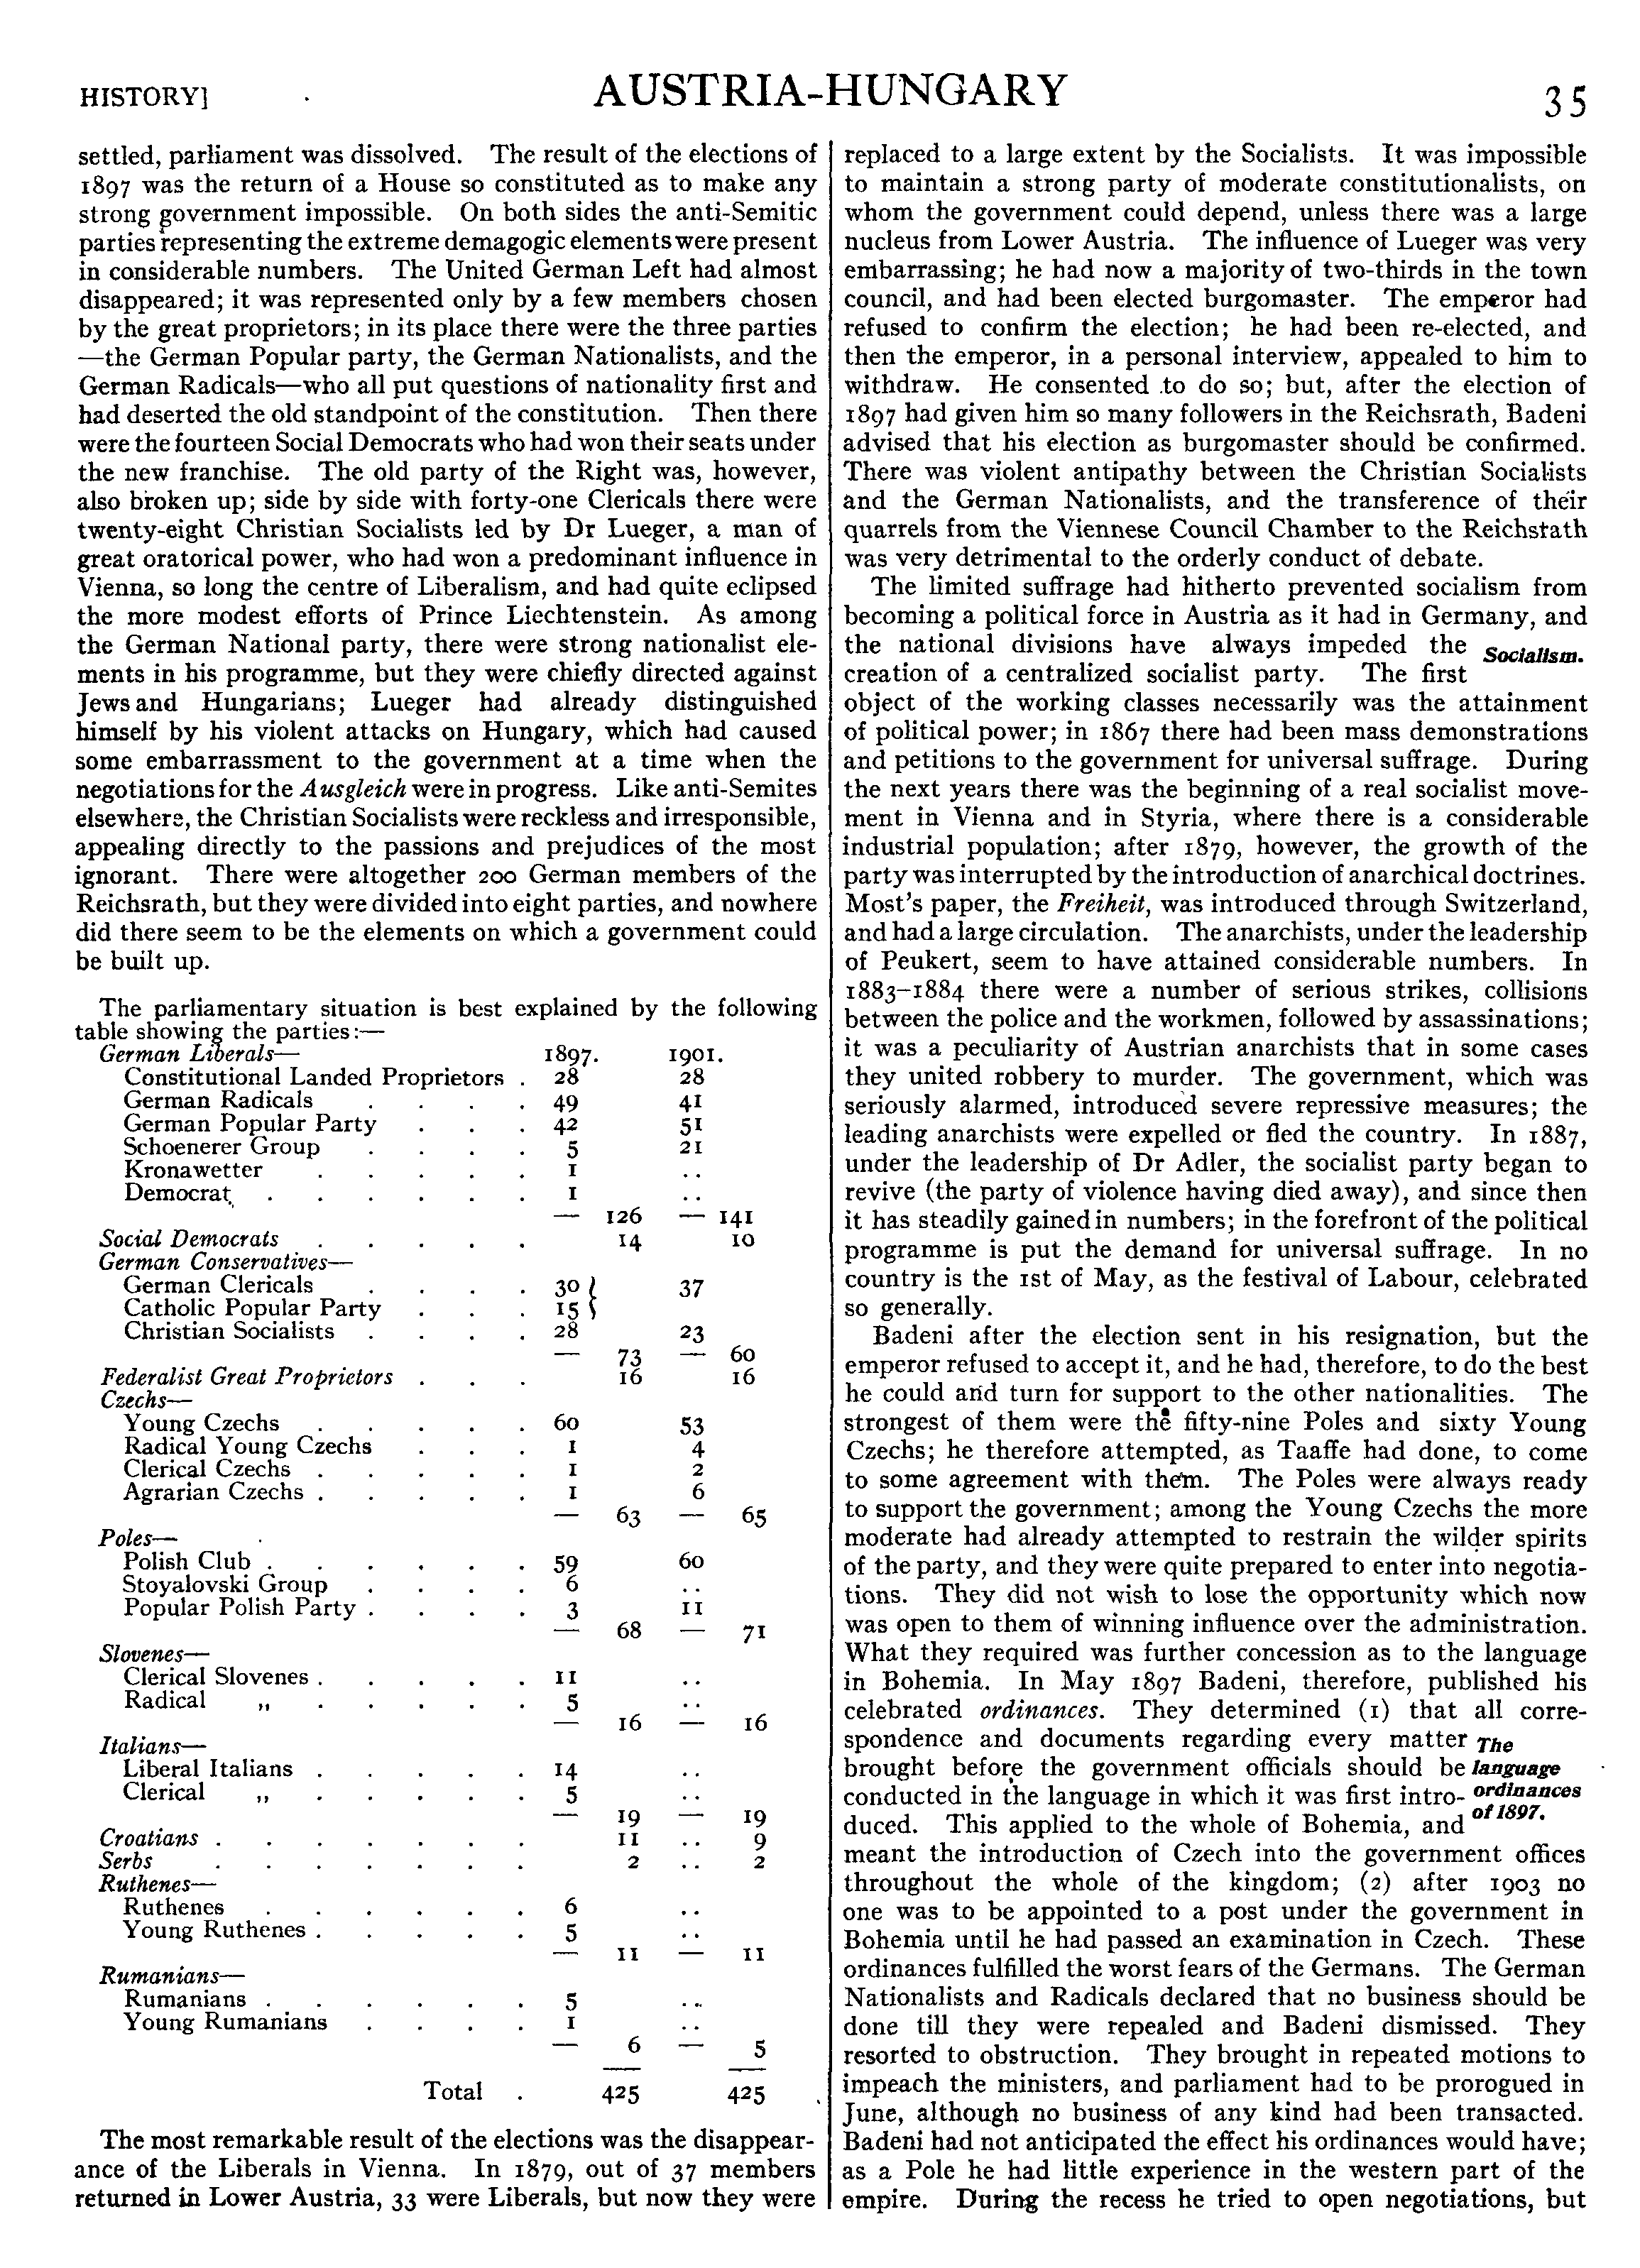 HISTORY]
AUSTRIA-HUNGARY
35
settled, parliament was dissolved. The result of the elections of
1897 was the return of a House so constituted as to make any
strong government impossible. On both sides the anti-Semitic
parties representing the extreme demagogic elements were present
in considerable numbers. The United German Left had almost
disappeared; it was represented only by a few members chosen
by the great proprietors; in its place there were the three parties
—the German Popular party, the German Nationalists, and the
German Radicals—who all put questions of nationality first and
had deserted the old standpoint of the constitution. Then there
were the fourteen Social Democrats who had won their seats under
the new franchise. The old party of the Right was, however,
also broken up; side by side with forty-one Clericals there were
twenty-eight Christian Socialists led by Dr Lueger, a man of
great oratorical power, who had won a predominant influence in
Vienna, so long the centre of Liberalism, and had quite eclipsed
the more modest efforts of Prince Liechtenstein. As among
the German National party, there were strong nationalist ele-
ments in his programme, but they were chiefly directed against
Jews and Hungarians; Lueger had already distinguished
himself by his violent attacks on Hungary, which had caused
some embarrassment to the government at a time when the
negotiations for the Ausgleich were in progress. Like anti-Semites
elsewhere, the Christian Socialists were reckless and irresponsible,
appealing directly to the passions and prejudices of the most
ignorant. There were altogether 200 German members of the
Reichsrath, but they were divided into eight parties, and nowhere
did there seem to be the elements on which a government could
be built up.
The parliamentary situation is best explained by the following
table showing the parties:—
German Liberals— 1897. 1901.
Constitutional Landed Proprietors . 28 28
German Radicals . . . . 49 41
German Popular Party . . . 42 51
Schoenerer Group . . . . 5 21
Kronawetter . . . . . 1 ..
Democrat . . . . . . 1 ..
— 126 — 141
Social Democrats . . . . . 14 10
German Conservatives—
German Clericals . . . . 30 } 37
Catholic Popular Party . . . 15 }
Christian Socialists . . . . 28 23
— 73 — 60
Federalist Great Proprietors . . . 16 16
Czechs—
Young Czechs . . . . . 60 53
Radical Young Czechs . . . 1 4
Clerical Czechs . . . . . 1 2
Agrarian Czechs . . . . . 1 6
— 63 — 65
Poles—
Polish Club . . . . . . 59 60
Stoyalovski Group . . . . 6 ..
Popular Polish Party . . . . 3 11
— 68 — 71
Slovenes—
Clerical Slovenes . . . . . 11 ..
Radical „ . . . . . 5 ..
— 16 — 16
Italians—
Liberal Italians . . . . . 14 ..
Clerical „ . . . . . 5 ..
— 19 — 19
Croatians . . . . . . . 11 .. 9
Serbs . . . . . . . 2 .. 2
Ruthenes—
Ruthenes . . . . . . 6 ..
Young Ruthenes . . . . . 5 ..
— 11 — 11
Rumanians—
Rumanians . . . . . . 5 ..
Young Rumanians . . . . 1 ..
— 6 — 5
Total . 425 425
The most remarkable result of the elections was the disappear-
ance of the Liberals in Vienna. In 1879, out of 37 members
returned in Lower Austria, 33 were Liberals, but now they were
replaced to a large extent by the Socialists. It was impossible
to maintain a strong party of moderate constitutionalists, on
whom the government could depend, unless there was a large
nucleus from Lower Austria. The influence of Lueger was very
embarrassing; he had now a majority of two-thirds in the town
council, and had been elected burgomaster. The emperor had
refused to confirm the election; he had been re-elected, and
then the emperor, in a personal interview, appealed to him to
withdraw. He consented to do so; but, after the election of
1897 had given him so many followers in the Reichsrath, Badeni
advised that his election as burgomaster should be confirmed.
There was violent antipathy between the Christian Socialists
and the German Nationalists, and the transference of their
quarrels from the Viennese Council Chamber to the Reichsrath
was very detrimental to the orderly conduct of debate.
The limited suffrage had hitherto prevented socialism from
becoming a political force in Austria as it had in Germany, and
the national divisions have always impeded the
Socialism.
creation of a centralized socialist party. The first
object of the working classes necessarily was the attainment
of political power; in 1867 there had been mass demonstrations
and petitions to the government for universal suffrage. During
the next years there was the beginning of a real socialist move-
ment in Vienna and in Styria, where there is a considerable
industrial population; after 1879, however, the growth of the
party was interrupted by the introduction of anarchical doctrines.
Most's paper, the Freiheit, was introduced through Switzerland,
and had a large circulation. The anarchists, under the leadership
of Peukert, seem to have attained considerable numbers. In
1883–1884 there were a number of serious strikes, collisions
between the police and the workmen, followed by assassinations;
it was a peculiarity of Austrian anarchists that in some cases
they united robbery to murder. The government, which was
seriously alarmed, introduced severe repressive measures; the
leading anarchists were expelled or fled the country. In 1887,
under the leadership of Dr Adler, the socialist party began to
revive (the party of violence having died away), and since then
it has steadily gained in numbers; in the forefront of the political
programme is put the demand for universal suffrage. In no
country is the 1st of May, as the festival of Labour, celebrated
so generally.
Badeni after the election sent in his resignation, but the
emperor refused to accept it, and he had, therefore, to do the best
he could and turn for support to the other nationalities. The
strongest of them were the fifty-nine Poles and sixty Young
Czechs; he therefore attempted, as Taaffe had done, to come
to some agreement with them. The Poles were always ready
to support the government; among the Young Czechs the more
moderate had already attempted to restrain the wilder spirits
of the party, and they were quite prepared to enter into negotia-
tions. They did not wish to lose the opportunity which now
was open to them of winning influence over the administration.
What they required was further concession as to the language
in Bohemia. In May 1897 Badeni, therefore, published his
celebrated ordinances. They determined (1) that all corre-
spondence and documents regarding every matter
The
brought before the government officials should be
language
conducted in the language in which it was first intro-
ordinances
duced. This applied to the whole of Bohemia, and
of 1897.
meant the introduction of Czech into the government offices
throughout the whole of the kingdom; (2) after 1903 no
one was to be appointed to a post under the government in
Bohemia until he had passed an examination in Czech. These
ordinances fulfilled the worst fears of the Germans. The German
Nationalists and Radicals declared that no business should be
done till they were repealed and Badeni dismissed. They
resorted to obstruction. They brought in repeated motions to
impeach the ministers, and parliament had to be prorogued in
June, although no business of any kind had been transacted.
Badeni had not anticipated the effect his ordinances would have;
as a Pole he had little experience in the western part of the
empire. During the recess he tried to open negotiations, but